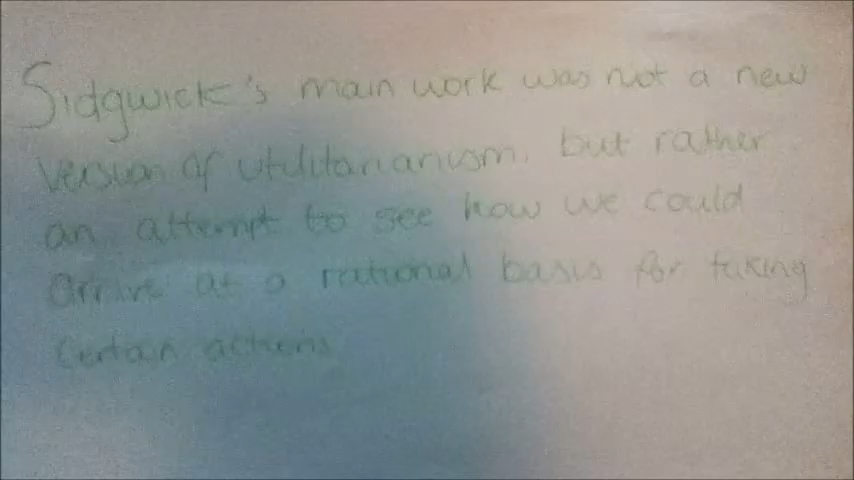 Sidgwick's main work was not a new
version of utilitarianism, but rather
an attempt to see how we could
arrive at a rational basis for taking
certain actions